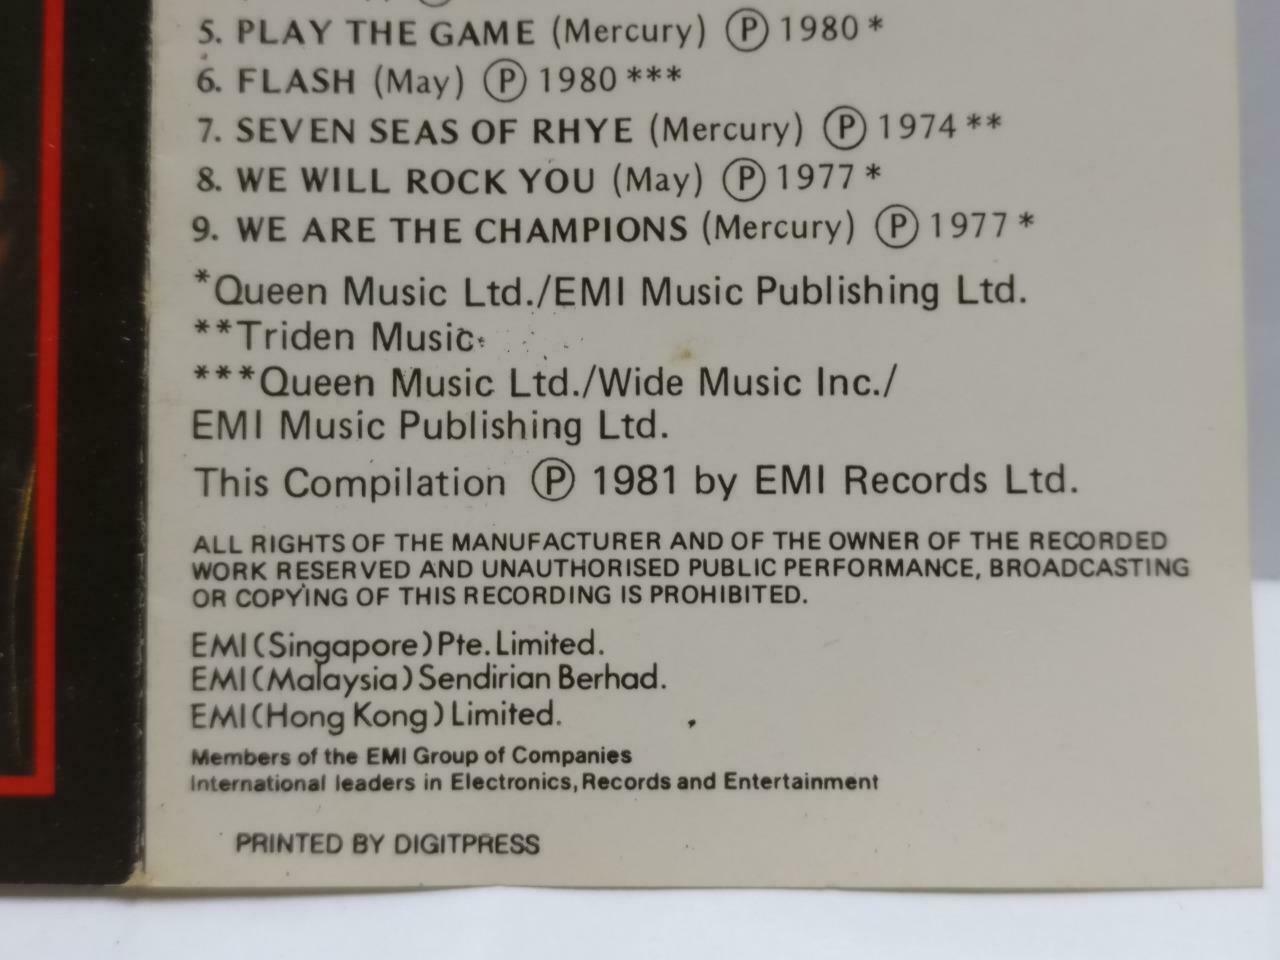 5. PLAY THE GAME (Mercury) Ⓟ 1980 *
6. FLASH (May) Ⓟ 1980 ***
7. SEVEN SEAS OF RHYE (Mercury) Ⓟ 1974 **
8. WE WILL ROCK YOU (May) Ⓟ 1977 *
9. WE ARE THE CHAMPIONS (Mercury) Ⓟ 1977 *
*Queen Music Ltd./EMI Music Publishing Ltd.
**Triden Music.
***Queen Music Ltd./Wide Music Inc./
EMI Music Publishing Ltd.
This Compilation Ⓟ 1981 by EMI Records Ltd.
ALL RIGHTS OF THE MANUFACTURER AND OF THE OWNER OF THE RECORDED
WORK RESERVED AND UNAUTHORISED PUBLIC PERFORMANCE, BROADCASTING
OR COPYING OF THIS RECORDING IS PROHIBITED.
EMI (Singapore) Pte. Limited.
EMI (Malaysia) Sendirian Berhad.
EMI (Hong Kong) Limited.
Members of the EMI Group of Companies
International leaders in Electronics, Records and Entertainment
PRINTED BY DIGITPRESS